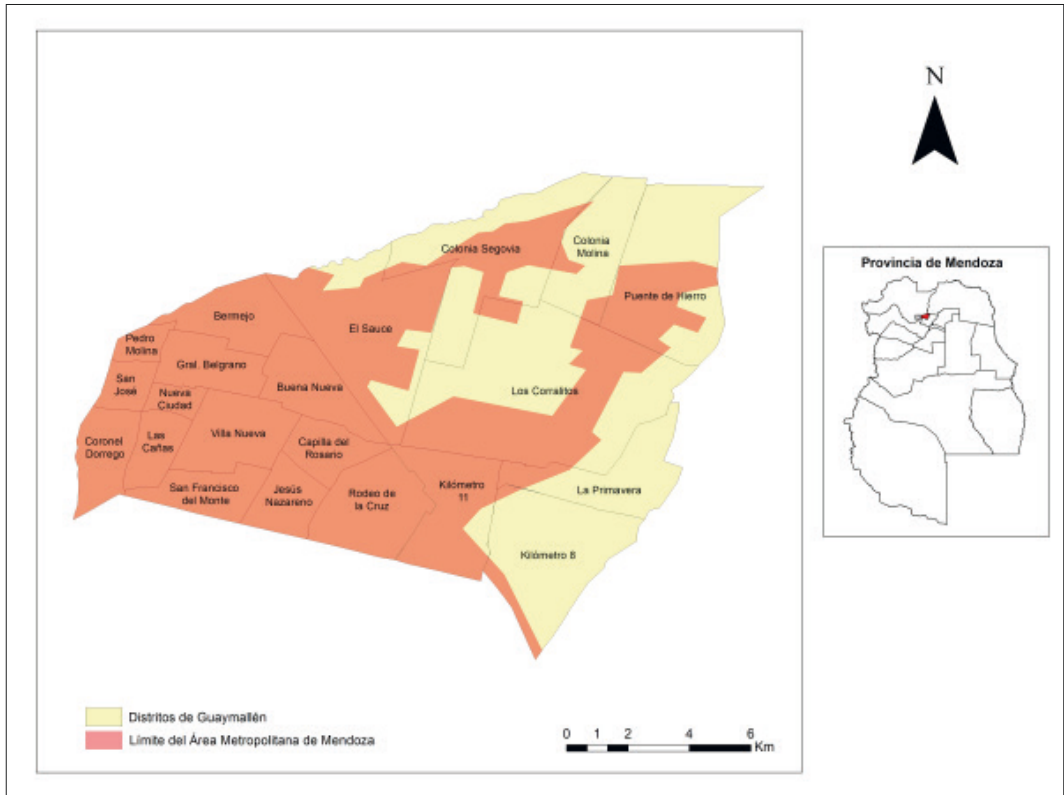 N
Provincia de Mendoza
Colonia Segovia
Colonia
Molina
Puente de Hierro
Bermejo
El Sauce
Pedro
Molina
Gral. Belgrano
San
José
Nueva
Ciudad
Buena Nueva
Los Corralitos
Coronel
Dorrego
Las
Cañas
Villa Nueva
Capilla del
Rosario
San Francisco
del Monte
Jesús
Nazareno
Rodeo de
la Cruz
Kilómetro
11
La Primavera
Kilómetro 8
Distritos de Guaymallén
Límite del Área Metropolitana de Mendoza
0 1 2 4 6
Km